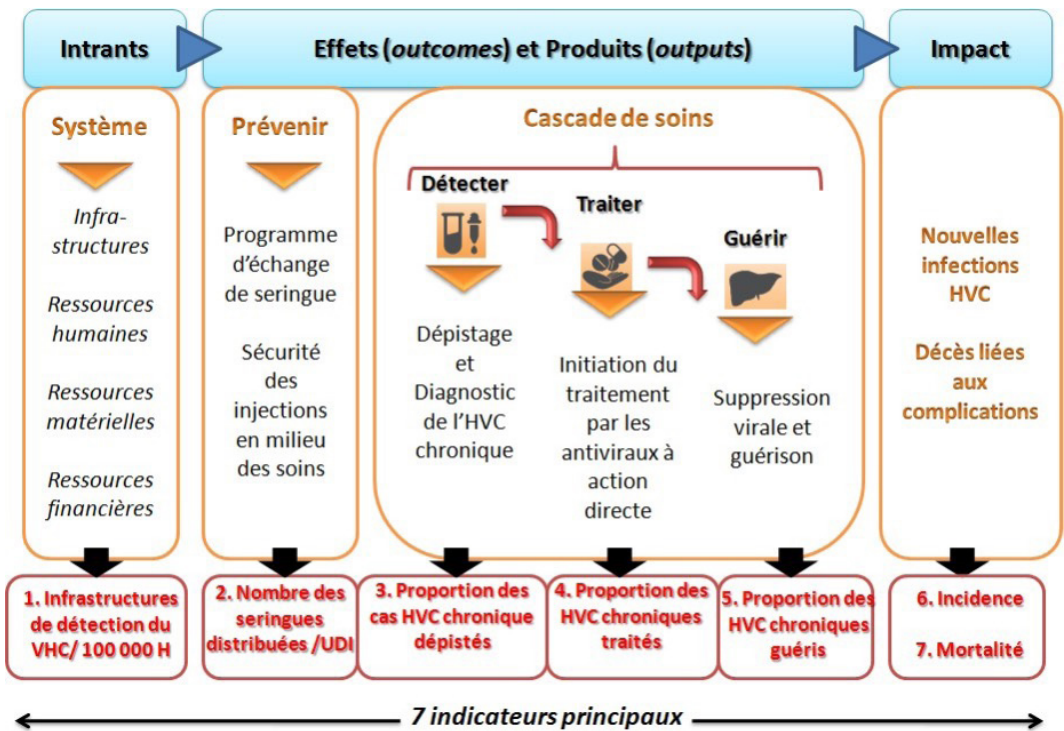 Intrants
Effets (outcomes) et Produits (outputs)
Impact
Système
Infra-
structures
Ressources
humaines
Ressources
matérielles
Ressources
financières
Prévenir
Programme
d'échange
de seringue
Sécurité
des
injections
en milieu
des soins
Cascade de soins
Détecter
Dépistage
et
Diagnostic
de l'HVC
chronique
Traiter
Initiation du
traitement
par les
antiviraux à
action
directe
Guérir
Suppression
virale et
guérison
Nouvelles
infections
HVC
Décès liées
aux
complications
1. Infrastructures
de détection du
VHC/ 100 000 H
2. Nombre des
seringues
distribuées /UDI
3. Proportion des
cas HVC chronique
dépistés
4. Proportion des
HVC chroniques
traités
5. Proportion des
HVC chroniques
guéris
6. Incidence
7. Mortalité
7 indicateurs principaux